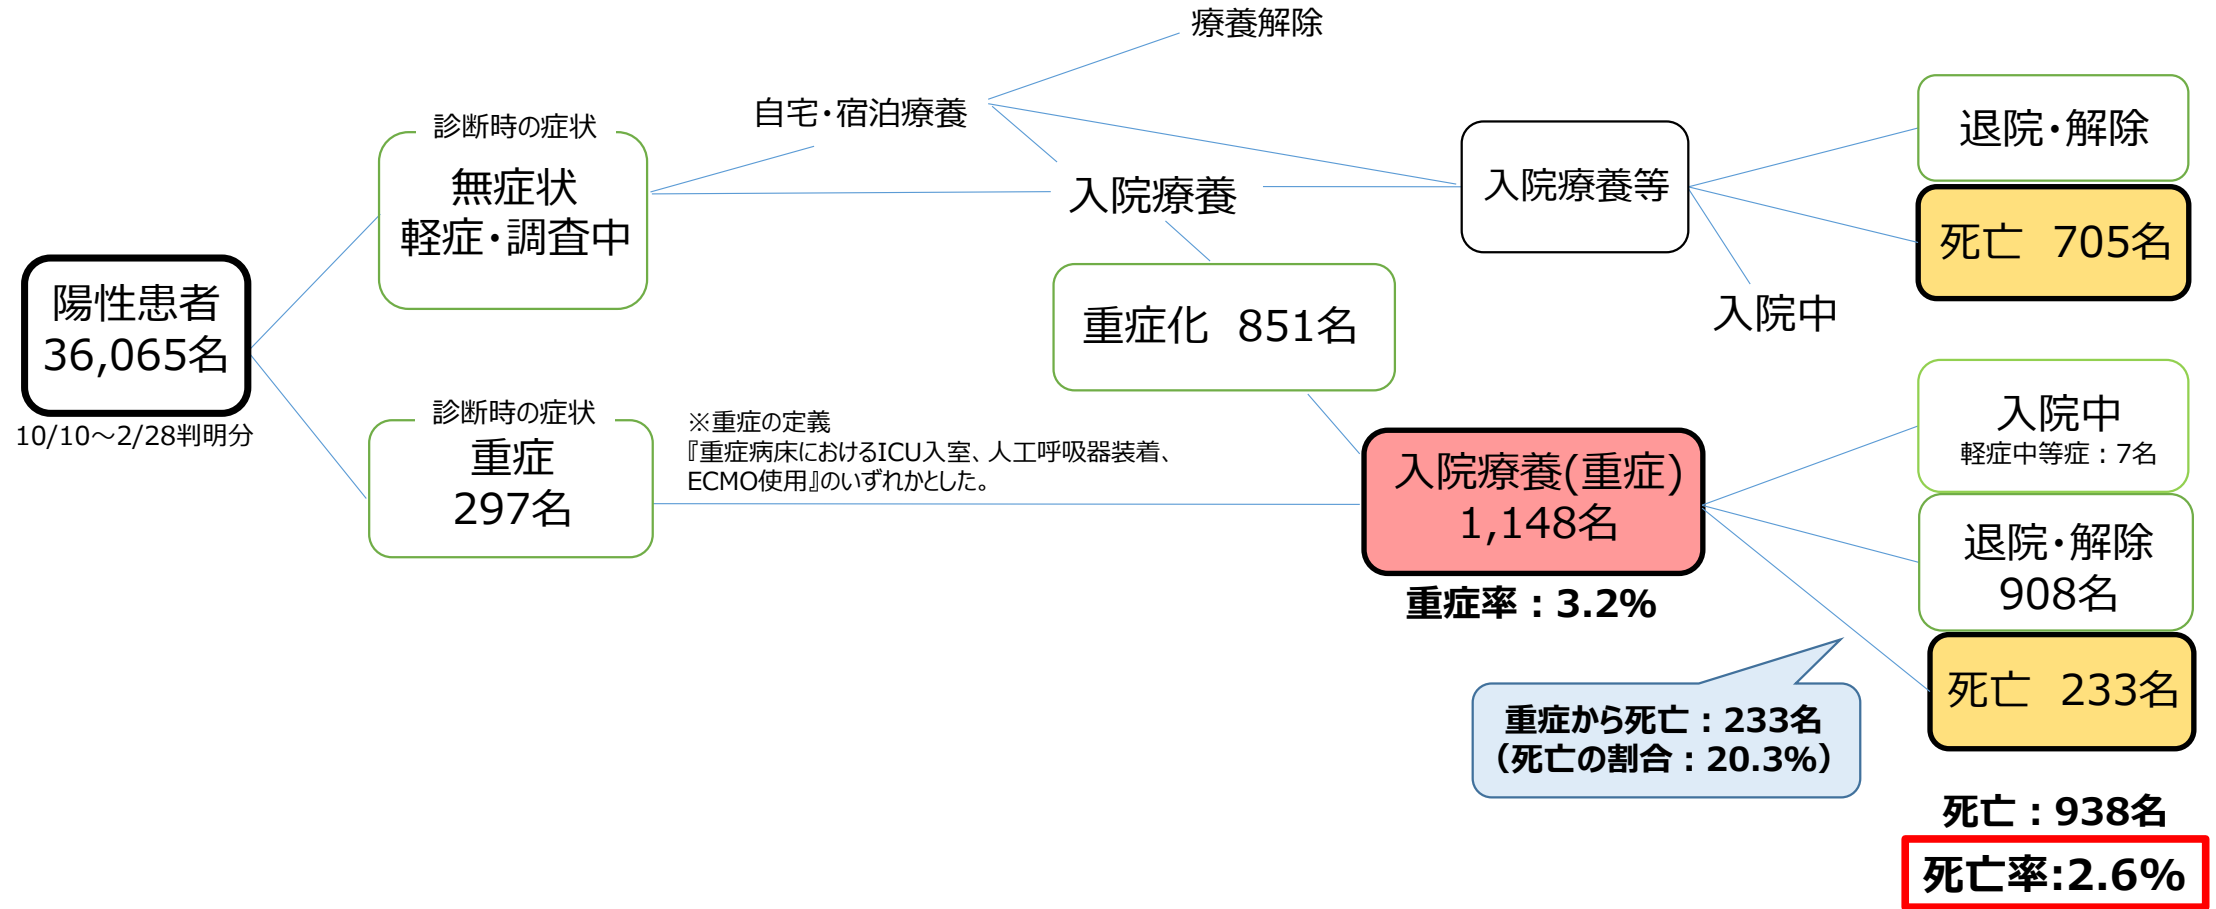 療養解除
自宅・宿泊療養
診断時の症状
無症状
軽症・調査中
入院療養
入院療養等
退院・解除
死亡　705名
入院中
陽性患者
36,065名
10/10～2/28判明分
重症化　851名
診断時の症状
重症
297名
※重症の定義
『重症病床におけるICU入室、人工呼吸器装着、
ECMO使用』のいずれかとした。
入院療養(重症)
1,148名
重症率：3.2%
入院中
軽症中等症：7名
退院・解除
908名
死亡　233名
重症から死亡：233名
（死亡の割合：20.3%）
死亡：938名
死亡率:2.6%